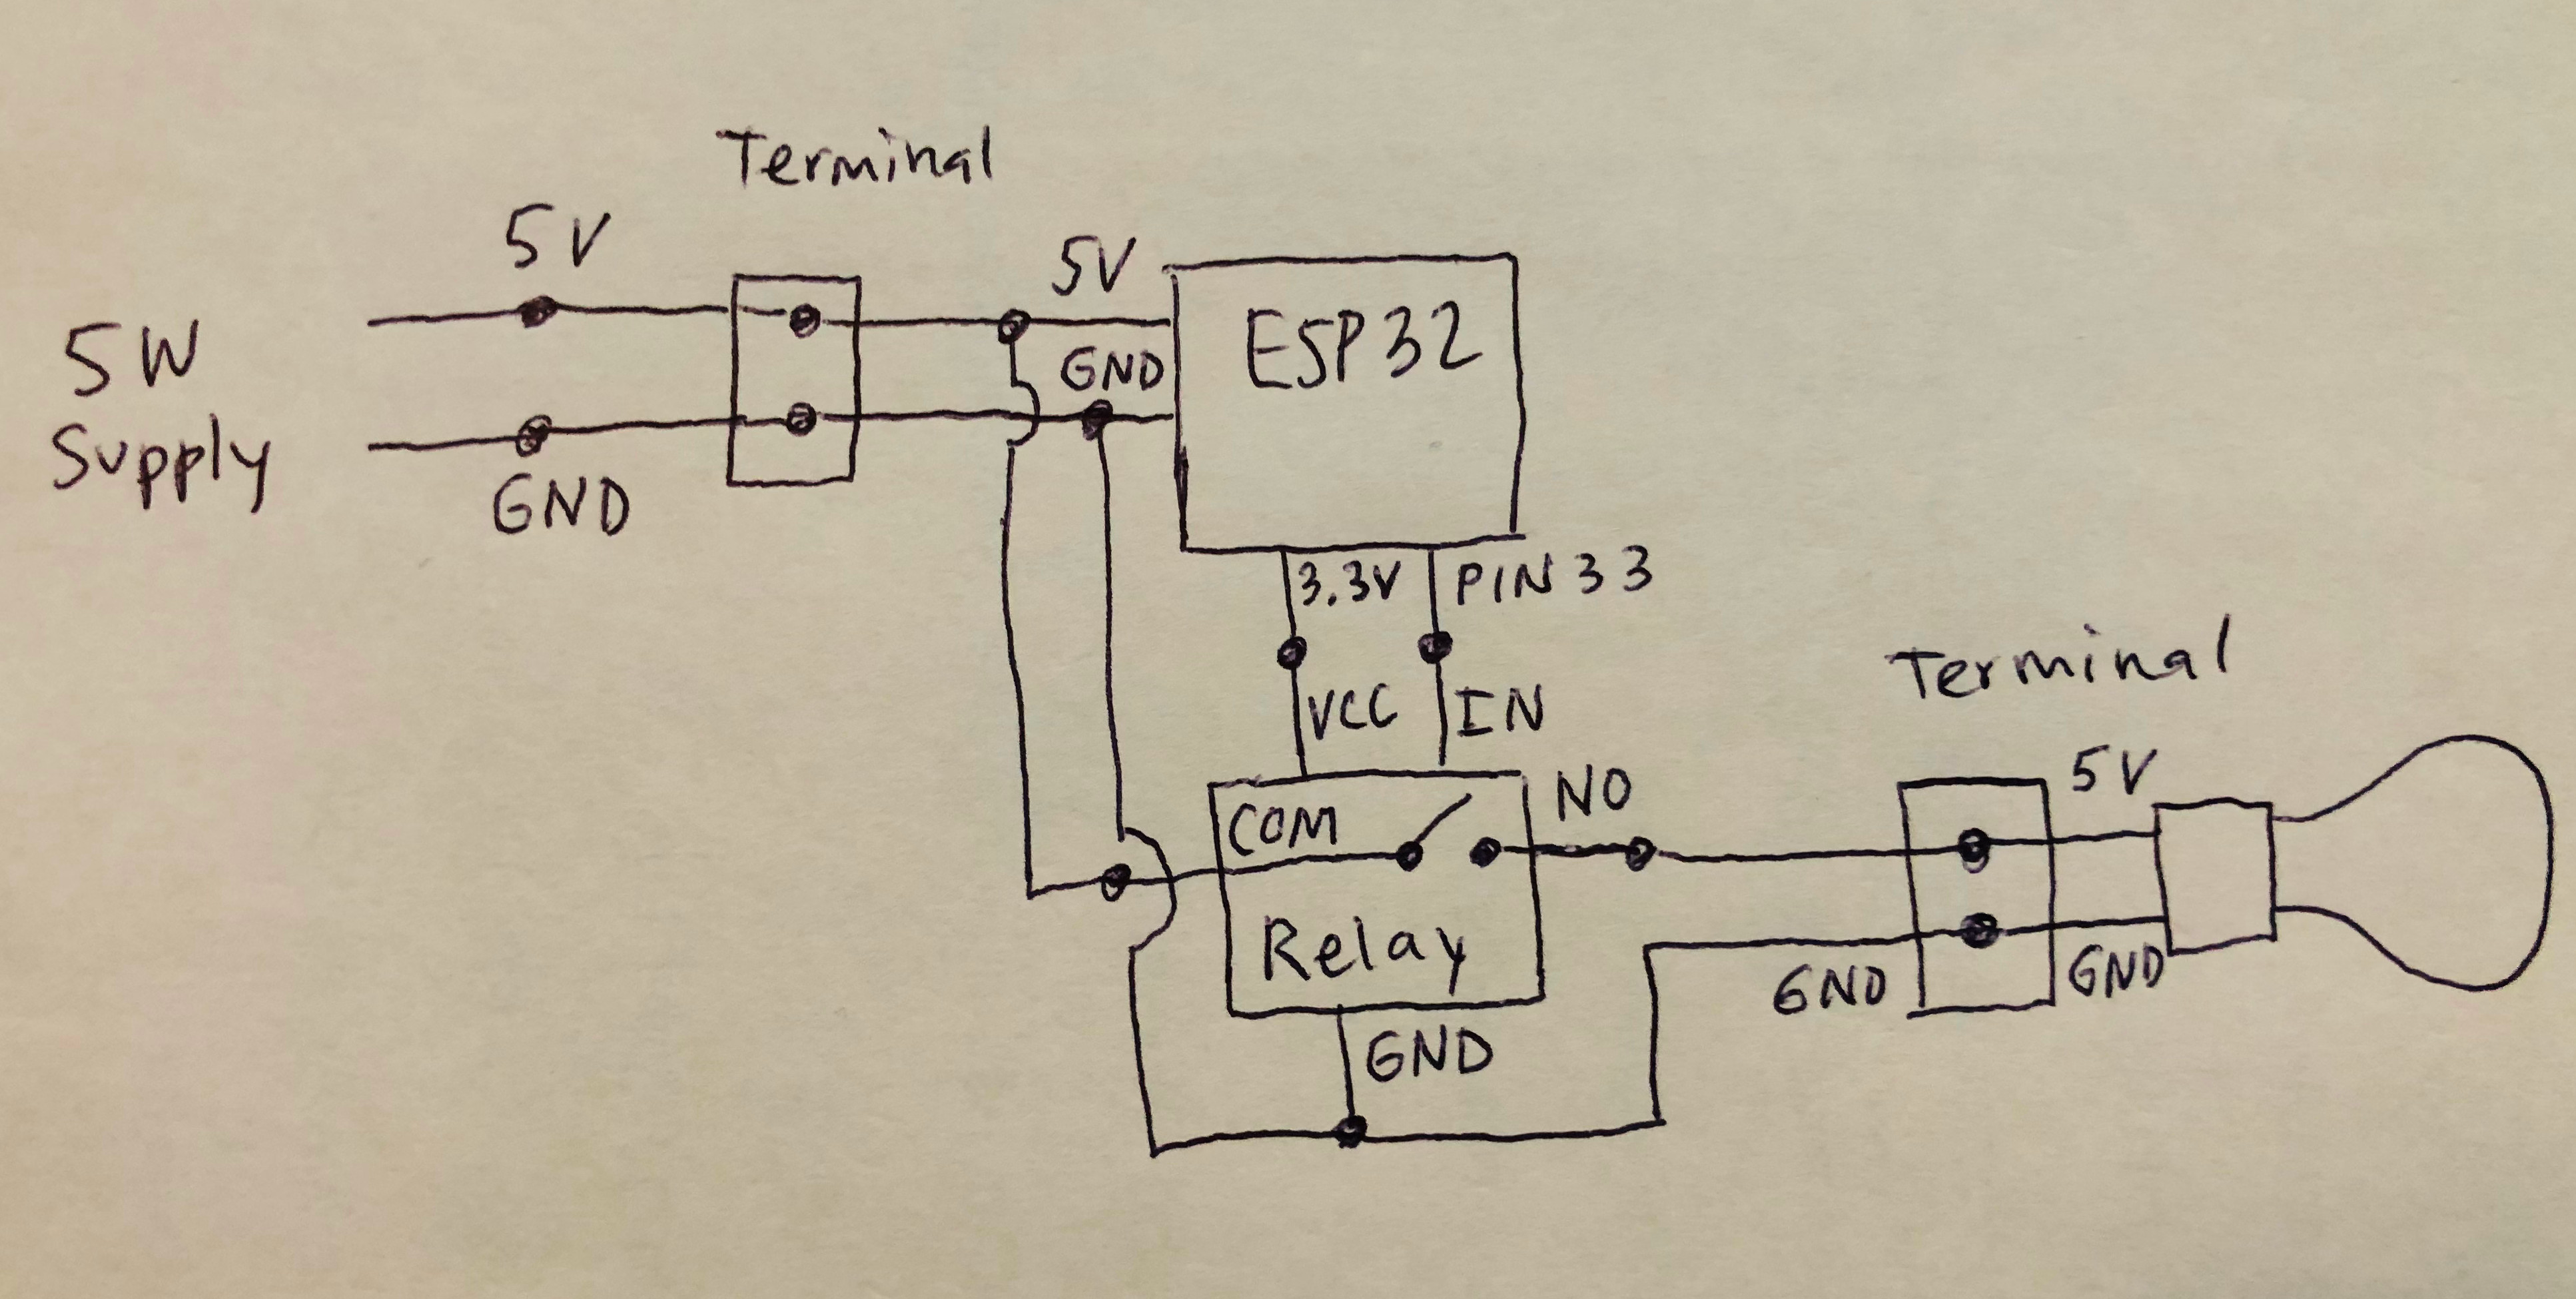 Terminal
5V
5V
5W
Supply
GND
ESP32
GND
3.3V
PIN 33
VCC
IN
Terminal
COM
NO
5V
Relay
GND
GND
GND